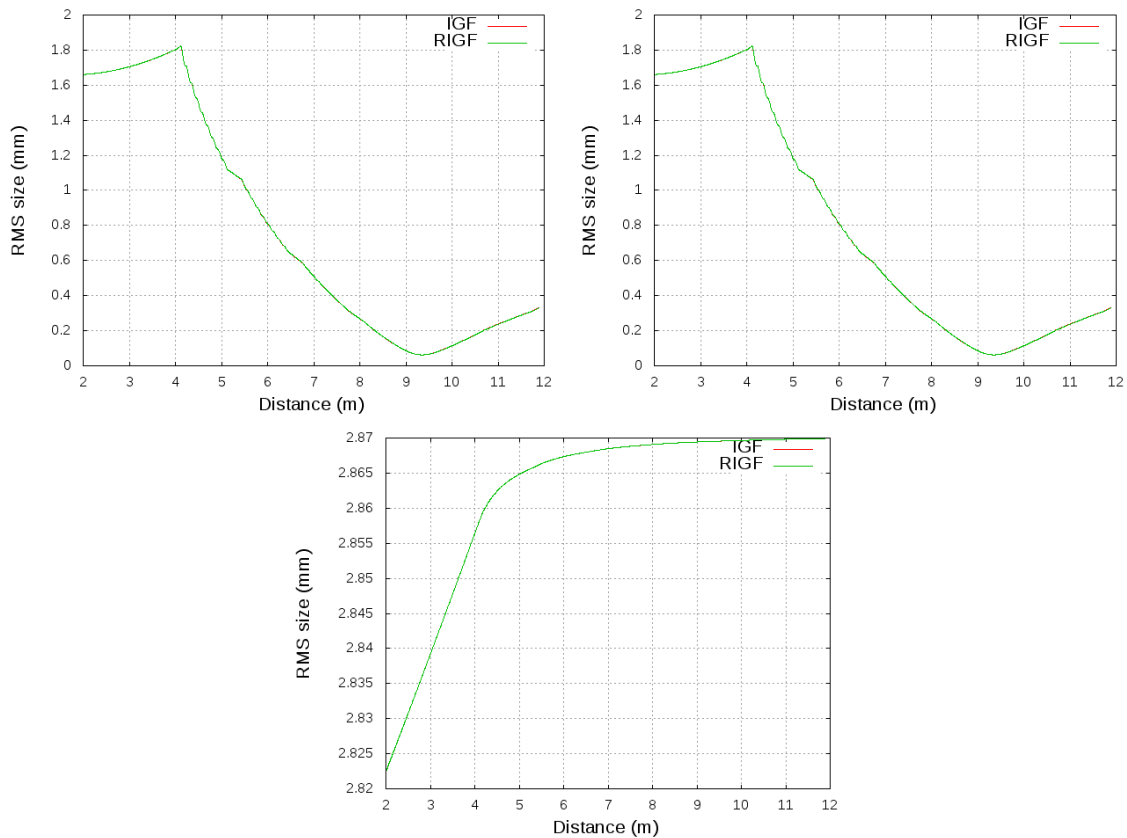 2
1.8
1.6
1.4
1.2
1
0.8
0.6
0.4
0.2
0
RMS size (mm)
IGF
RIGF
2 3 4 5 6 7 8 9 10 11 12
Distance (m)
2
1.8
1.6
1.4
1.2
1
0.8
0.6
0.4
0.2
0
RMS size (mm)
IGF
RIGF
2 3 4 5 6 7 8 9 10 11 12
Distance (m)
2.87
2.865
2.86
2.855
2.85
2.845
2.84
2.835
2.83
2.825
2.82
RMS size (mm)
IGF
RIGF
2 3 4 5 6 7 8 9 10 11 12
Distance (m)